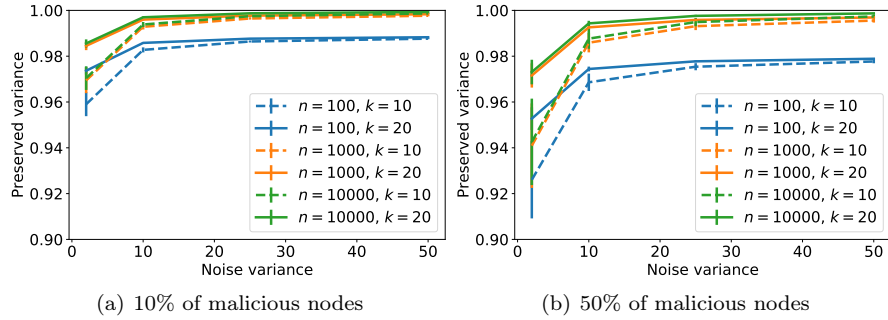 1.00
0.98
0.96
0.94
0.92
0.90
Preserved variance
0 10 20 30 40 50
Noise variance
n = 100, k = 10
n = 100, k = 20
n = 1000, k = 10
n = 1000, k = 20
n = 10000, k = 10
n = 10000, k = 20
(a) 10% of malicious nodes
1.00
0.98
0.96
0.94
0.92
0.90
Preserved variance
0 10 20 30 40 50
Noise variance
n = 100, k = 10
n = 100, k = 20
n = 1000, k = 10
n = 1000, k = 20
n = 10000, k = 10
n = 10000, k = 20
(b) 50% of malicious nodes